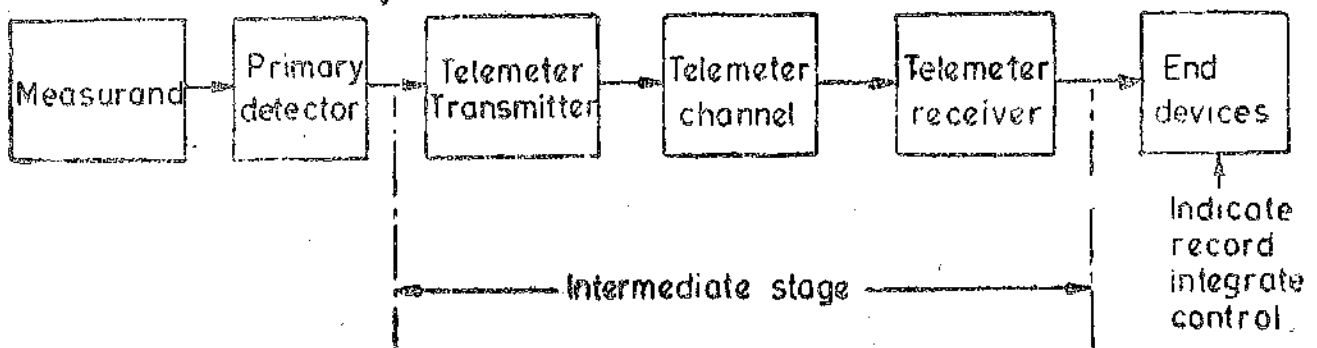 Measurand
Primary
detector
Telemeter
Transmitter
Telemeter
channel
Telemeter
receiver
End
devices
Intermediate stage
Indicate
record
integrate
control.